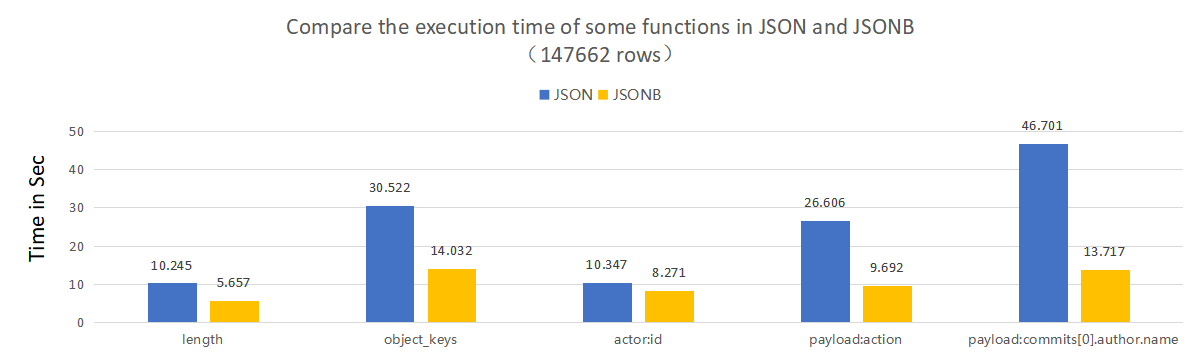 Compare the execution time of some functions in JSON and JSONB
（147662 rows）
JSON JSONB
Time in Sec
50
40
30
20
10
0
10.245 5.657
30.522 14.032
10.347 8.271
26.606 9.692
46.701 13.717
length object_keys actor:id payload:action payload:commits[0].author.name